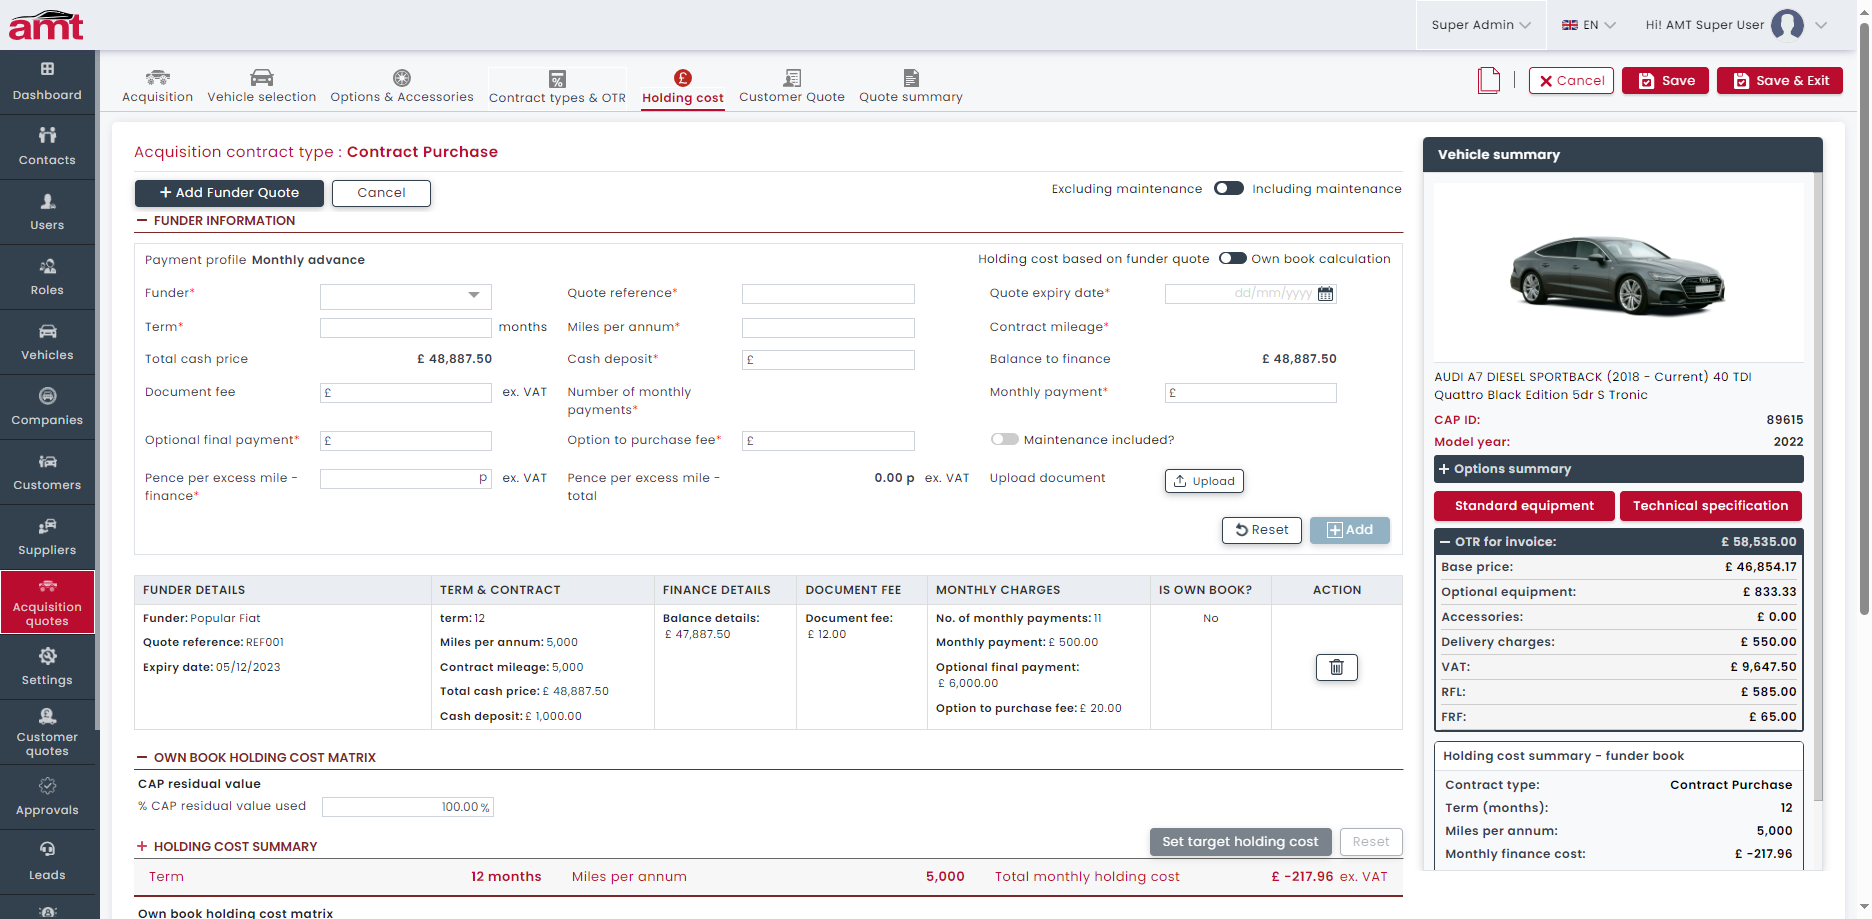 amt
Super Admin
EN
Hi! AMT Super User
Dashboard
Contacts
Users
Roles
Vehicles
Companies
Customers
Suppliers
Acquisition
quotes
Settings
Customer
quotes
Approvals
Leads
Acquisition
Vehicle selection
Options & Accessories
Contract types & OTR
Holding cost
Customer Quote
Quote summary
Cancel
Save
Save & Exit
Acquisition contract type : Contract Purchase
+ Add Funder Quote
Cancel
Excluding maintenance
Including maintenance
FUNDER INFORMATION
Payment profile Monthly advance
Holding cost based on funder quote
Own book calculation
Funder*
Quote reference*
Quote expiry date*
dd/mm/yyyy
Term*
months
Miles per annum*
Contract mileage*
Total cash price
£ 48,887.50
Cash deposit*
£
Balance to finance
£ 48,887.50
Document fee
£
ex. VAT
Number of monthly
payments*
Monthly payment*
£
Optional final payment*
£
Option to purchase fee*
£
Maintenance included?
Pence per excess mile -
finance*
p
ex. VAT
Pence per excess mile -
total
0.00 p ex. VAT
Upload document
Upload
Reset
Add
FUNDER DETAILS
TERM & CONTRACT
FINANCE DETAILS
DOCUMENT FEE
MONTHLY CHARGES
IS OWN BOOK?
ACTION
Funder: Popular Fiat
Quote reference: REF001
Expiry date: 05/12/2023
term: 12
Miles per annum: 5,000
Contract mileage: 5,000
Total cash price: £ 48,887.50
Cash deposit: £ 1,000.00
Balance details:
£ 47,887.50
Document fee:
£ 12.00
No. of monthly payments: 11
Monthly payment: £ 500.00
Optional final payment:
£ 6,000.00
Option to purchase fee: £ 20.00
No
OWN BOOK HOLDING COST MATRIX
CAP residual value
% CAP residual value used
100.00 %
HOLDING COST SUMMARY
Set target holding cost
Reset
Term
12 months
Miles per annum
5,000
Total monthly holding cost
£ -217.96 ex. VAT
Own book holding cost matrix
Vehicle summary
AUDI A7 DIESEL SPORTBACK (2018 - Current) 40 TDI
Quattro Black Edition 5dr S Tronic
CAP ID:
89615
Model year:
2022
+ Options summary
Standard equipment
Technical specification
OTR for invoice:
£ 58,535.00
Base price:
£ 46,854.17
Optional equipment:
£ 833.33
Accessories:
£ 0.00
Delivery charges:
£ 550.00
VAT:
£ 9,647.50
RFL:
£ 585.00
FRF:
£ 65.00
Holding cost summary - funder book
Contract type:
Contract Purchase
Term (months):
12
Miles per annum:
5,000
Monthly finance cost:
£ -217.96